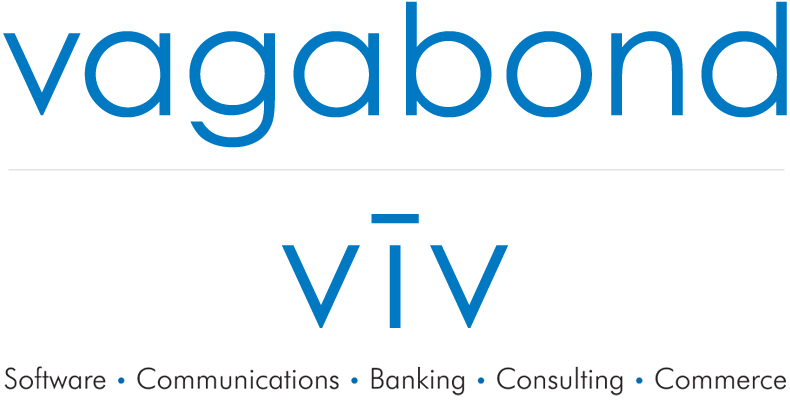 vagabond
vīv
Software • Communications • Banking • Consulting • Commerce